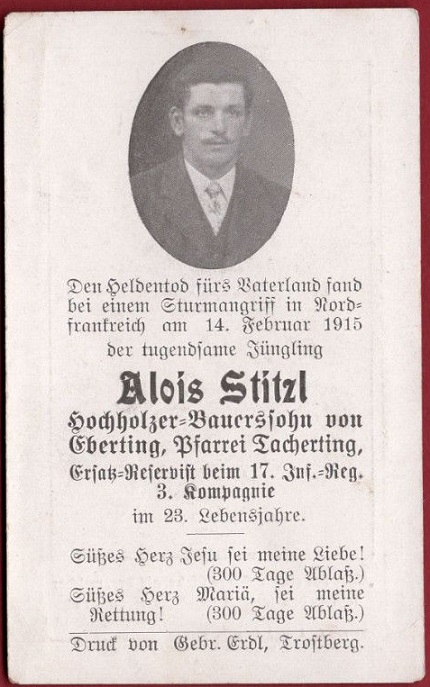 Den Heldentod fürs Vaterland fand
bei einem Sturmangriff in Nord-
frankreich am 14. Februar 1915
der tugendsame Jüngling
Alois Stitzl
Hochholzer-Bauerssohn von
Eberting, Pfarrei Tacherting,
Ersatz-Reservist beim 17. Inf.-Reg.
3. Kompagnie
im 23. Lebensjahre.
Süßes Herz Jesu sei meine Liebe!
(300 Tage Ablaß.)
Süßes Herz Mariä, sei meine
Rettung! (300 Tage Ablaß.)
Druck von Gebr. Erdl, Trostberg.